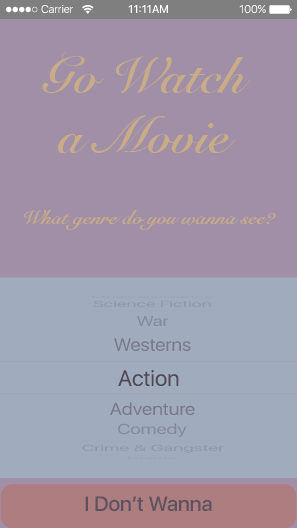 Carrier 11:11AM 100%
Go Watch
a Movie
What genre do you wanna see?
Science Fiction
War
Westerns
Action
Adventure
Comedy
Crime & Gangster
I Don't Wanna